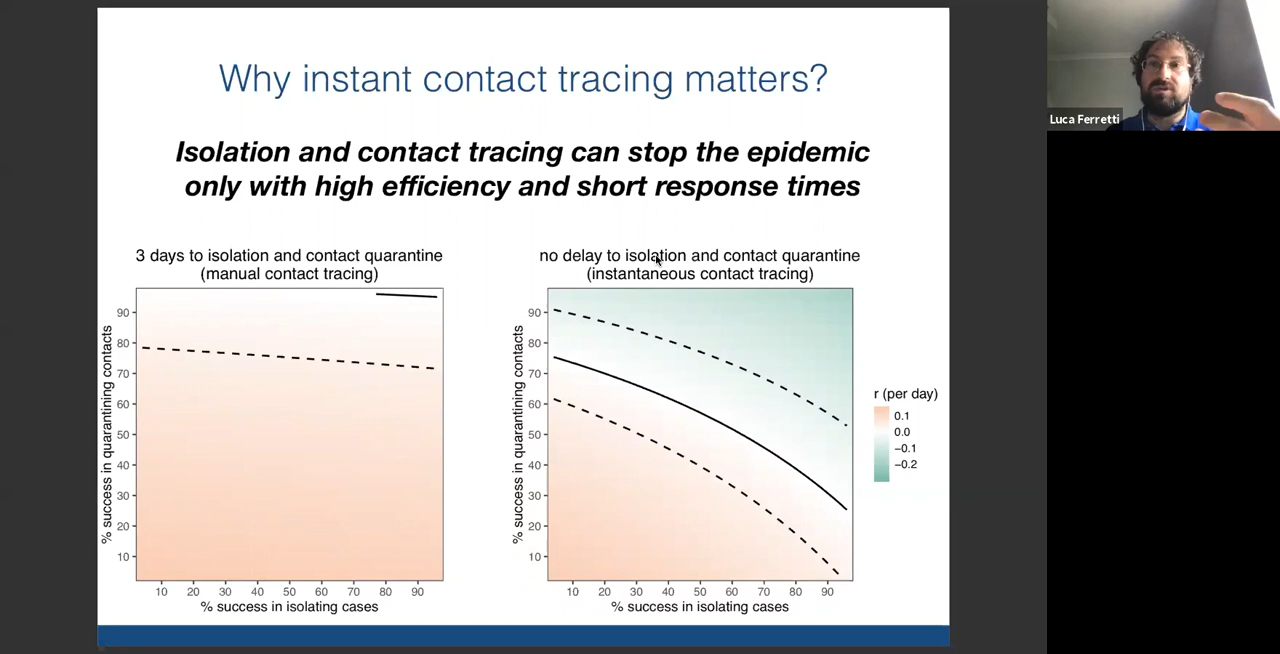 Why instant contact tracing matters?
Luca Ferretti
Isolation and contact tracing can stop the epidemic
only with high efficiency and short response times
3 days to isolation and contact quarantine
(manual contact tracing)
% success in quarantining contacts
90
80
70
60
50
40
30
20
10
10 20 30 40 50 60 70 80 90
% success in isolating cases
no delay to isolation and contact quarantine
(instantaneous contact tracing)
% success in quarantining contacts
90
80
70
60
50
40
30
20
10
10 20 30 40 50 60 70 80 90
% success in isolating cases
r (per day)
0.1
0.0
−0.1
−0.2